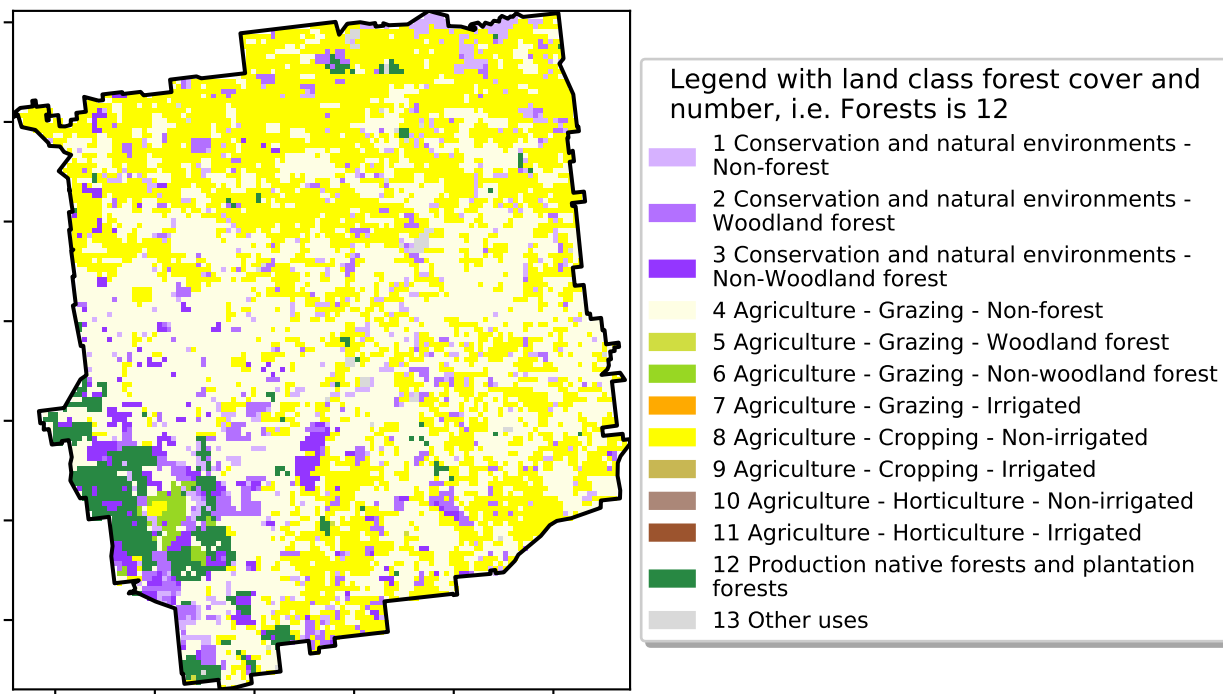 Legend with land class forest cover and
number, i.e. Forests is 12
1 Conservation and natural environments -
Non-forest
2 Conservation and natural environments -
Woodland forest
3 Conservation and natural environments -
Non-Woodland forest
4 Agriculture - Grazing - Non-forest
5 Agriculture - Grazing - Woodland forest
6 Agriculture - Grazing - Non-woodland forest
7 Agriculture - Grazing - Irrigated
8 Agriculture - Cropping - Non-irrigated
9 Agriculture - Cropping - Irrigated
10 Agriculture - Horticulture - Non-irrigated
11 Agriculture - Horticulture - Irrigated
12 Production native forests and plantation
forests
13 Other uses